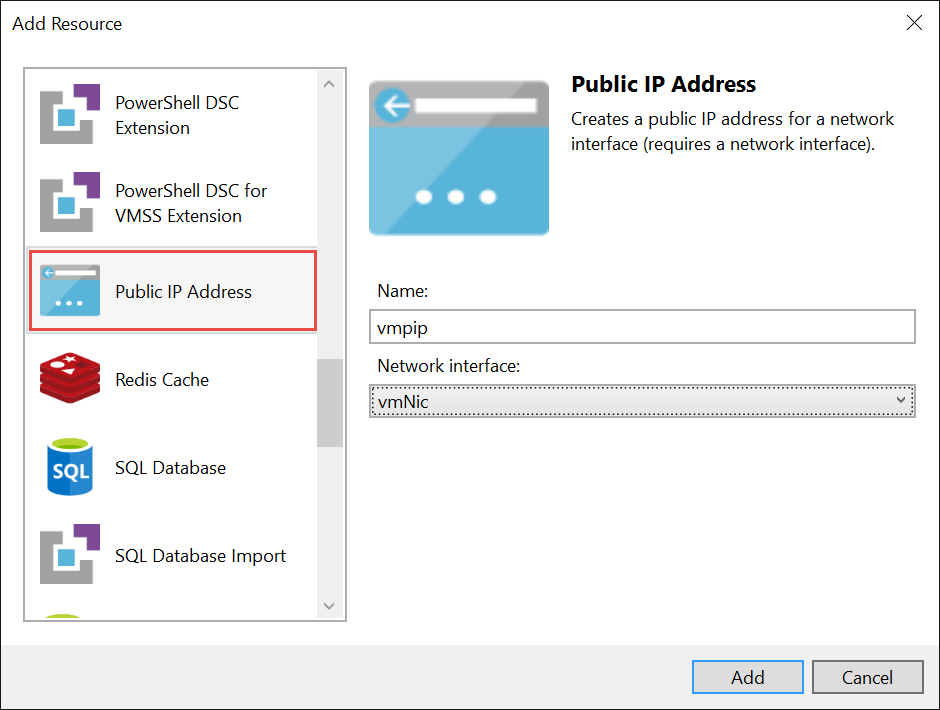 Add Resource
PowerShell DSC
Extension
PowerShell DSC for
VMSS Extension
Public IP Address
Redis Cache
SQL
SQL Database
SQL Database Import
Public IP Address
Creates a public IP address for a network
interface (requires a network interface).
Name:
vmpip
Network interface:
vmNic
Add
Cancel